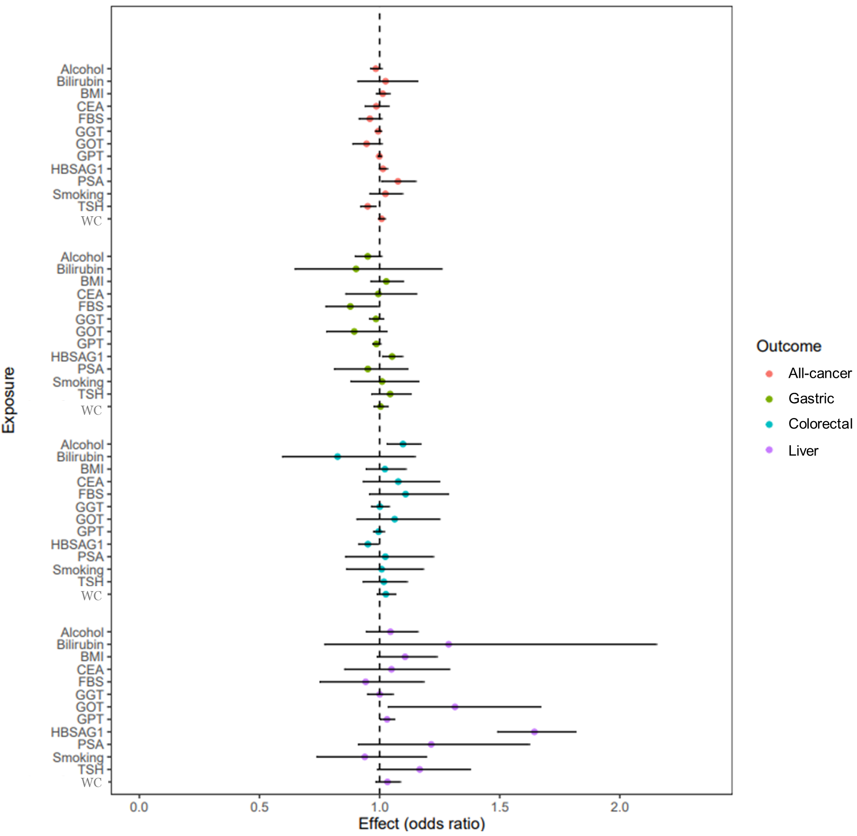 Alcohol
Bilirubin
BMI
CEA
FBS
GGT
GOT
GPT
HBSAG1
PSA
Smoking
TSH
WC
Alcohol
Bilirubin
BMI
CEA
FBS
GGT
GOT
GPT
HBSAG1
PSA
Smoking
TSH
WC
Alcohol
Bilirubin
BMI
CEA
FBS
GGT
GOT
GPT
HBSAG1
PSA
Smoking
TSH
WC
Alcohol
Bilirubin
BMI
CEA
FBS
GGT
GOT
GPT
HBSAG1
PSA
Smoking
TSH
WC
Exposure
0.0 0.5 1.0 1.5 2.0
Effect (odds ratio)
Outcome
All-cancer
Gastric
Colorectal
Liver